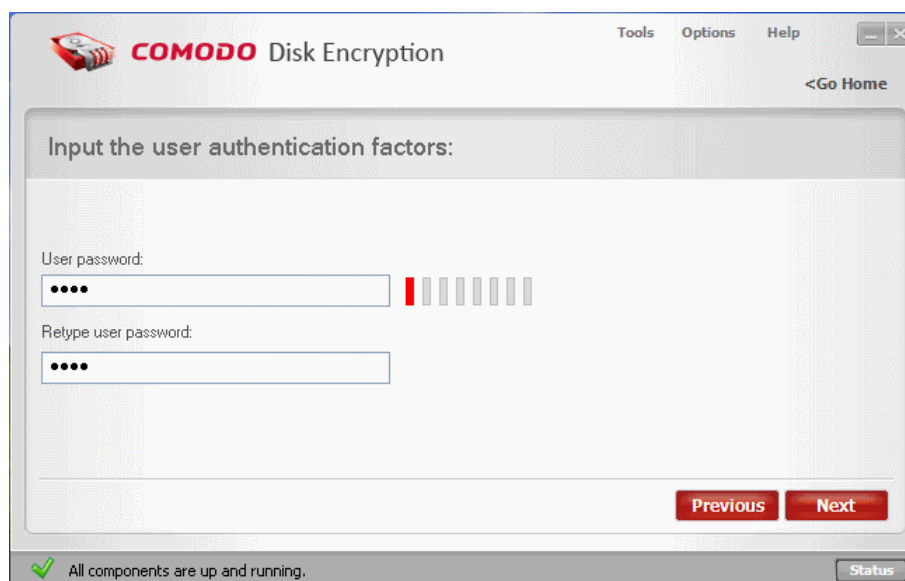 COMODO Disk Encryption
Tools Options Help
<Go Home
Input the user authentication factors:
User password:
••••
Retype user password:
••••
Previous Next
All components are up and running.
Status